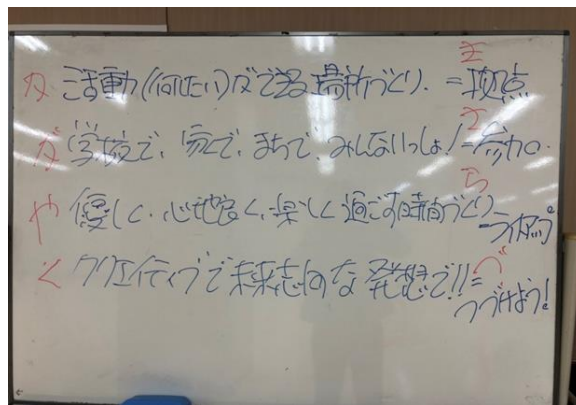 か 活動(何したい)ができる場所づくり. =拠点
が 学校で、家で、まちで、みんないっしょ!=参加。
や 優しく、心地良く、楽しく過ごす時間づくり
く クリエイティブで未来志向な発想で!!=
づ
つづけよう!